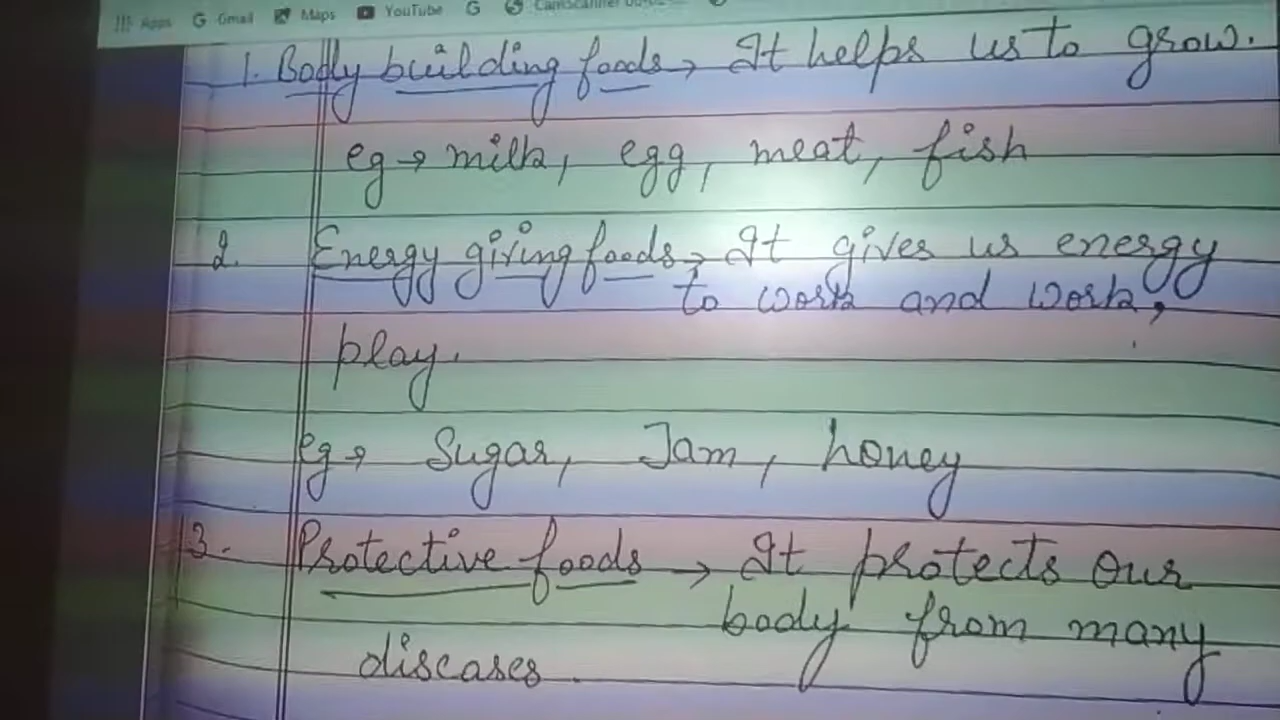 Apps G Gmail Maps YouTube G CamScanner
1. Body building foods → It helps us to grow.
eg → milk, egg, meat, fish
2. Energy giving foods → It gives us energy
to work and work,
play.
eg → Sugar, Jam, honey
13. Protective foods → It protects our
body from many
diseases.